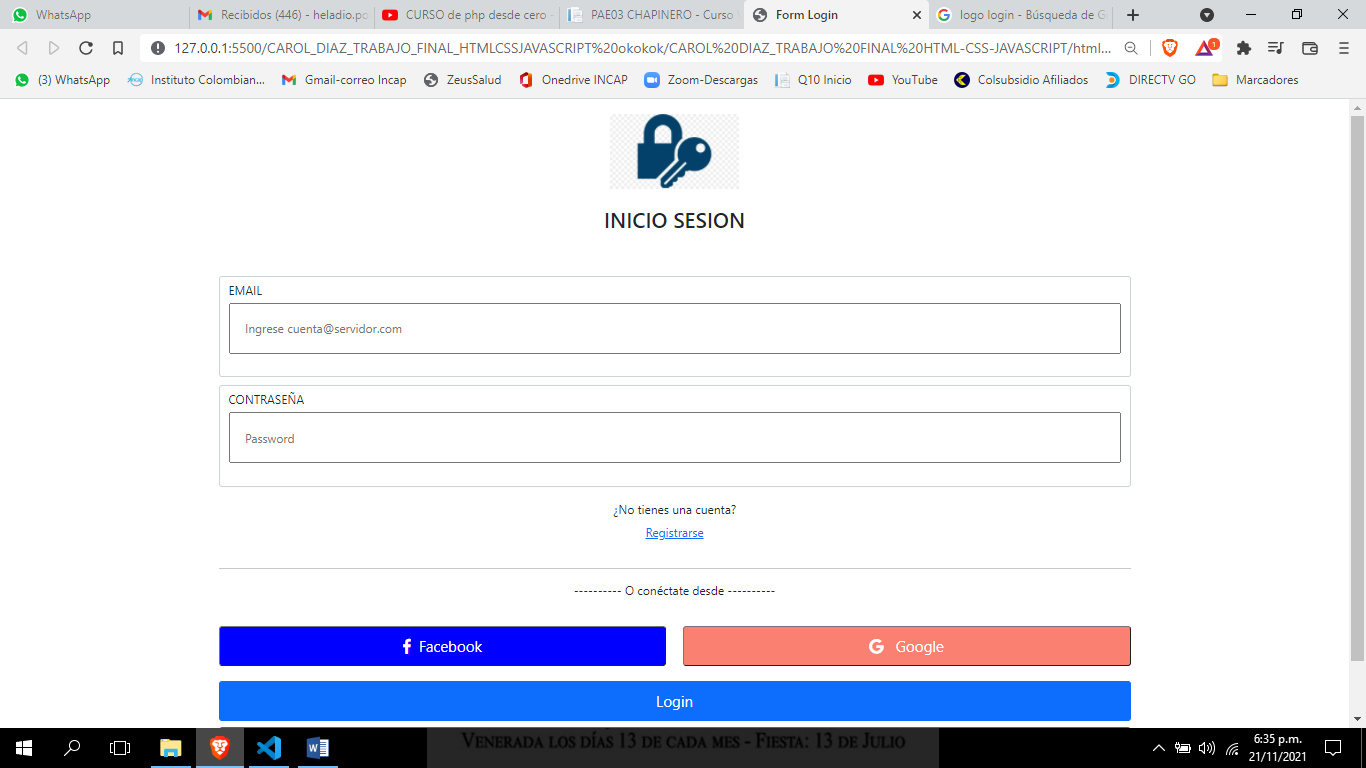 WhatsApp
Recibidos (446) - heladio.po
CURSO de php desde cero -
PAE03 CHAPINERO - Curso
Form Login
logo login - Búsqueda de G
127.0.0.1:5500/CAROL_DIAZ_TRABAJO_FINAL_HTMLCSSJAVASCRIPT%20okokok/CAROL%20DIAZ_TRABAJO%20FINAL%20HTML-CSS-JAVASCRIPT/html...
1
(3) WhatsApp
Instituto Colombian...
Gmail-correo Incap
ZeusSalud
Onedrive INCAP
Zoom-Descargas
Q10 Inicio
YouTube
Colsubsidio Afiliados
DIRECTV GO
Marcadores
INICIO SESION
EMAIL
Ingrese cuenta@servidor.com
CONTRASEÑA
Password
¿No tienes una cuenta?
Registrarse
---------- O conéctate desde ----------
Facebook
Google
Login
VENERADA LOS DÍAS 13 DE CADA MES - FIESTA: 13 DE JULIO
6:35 p.m.
21/11/2021